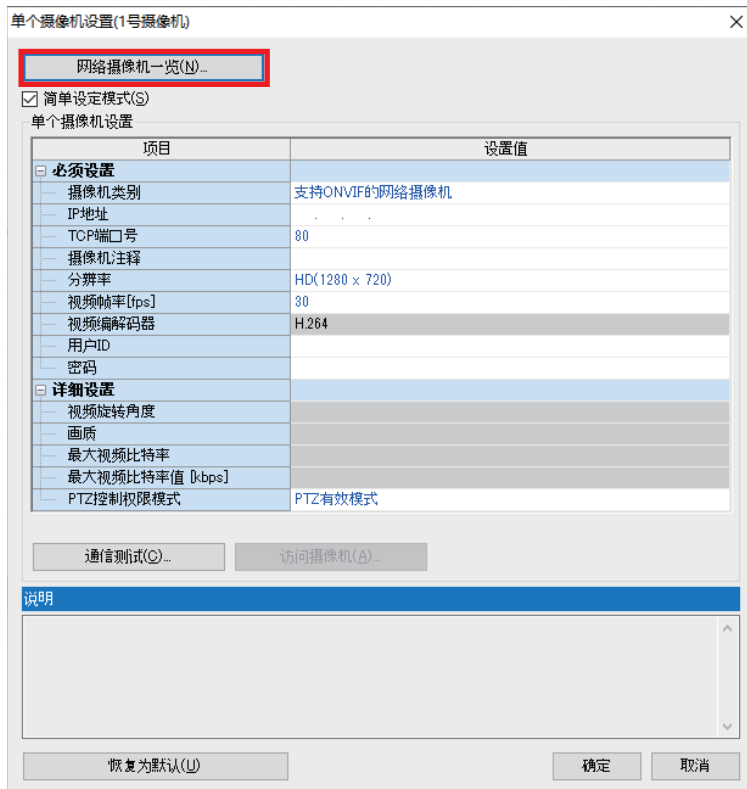 单个摄像机设置(1号摄像机)
网络摄像机一览(N)...
简单设定模式(S)
单个摄像机设置
项目 设置值
必须设置
摄像机类别 支持ONVIF的网络摄像机
IP地址 . . .
TCP端口号 80
摄像机注释
分辨率 HD(1280 x 720)
视频帧率[fps] 30
视频编解码器 H.264
用户ID
密码
详细设置
视频旋转角度
画质
最大视频比特率
最大视频比特率值 [kbps]
PTZ控制权限模式 PTZ有效模式
通信测试(C)... 访问摄像机(A)...
说明
恢复为默认(U) 确定 取消